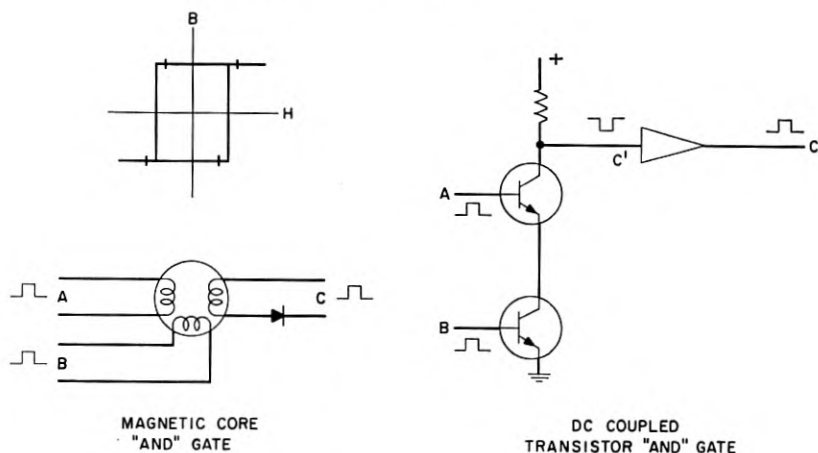 B
H
A
C
B
MAGNETIC CORE
"AND" GATE
+
C'
C
A
B
DC COUPLED
TRANSISTOR "AND" GATE